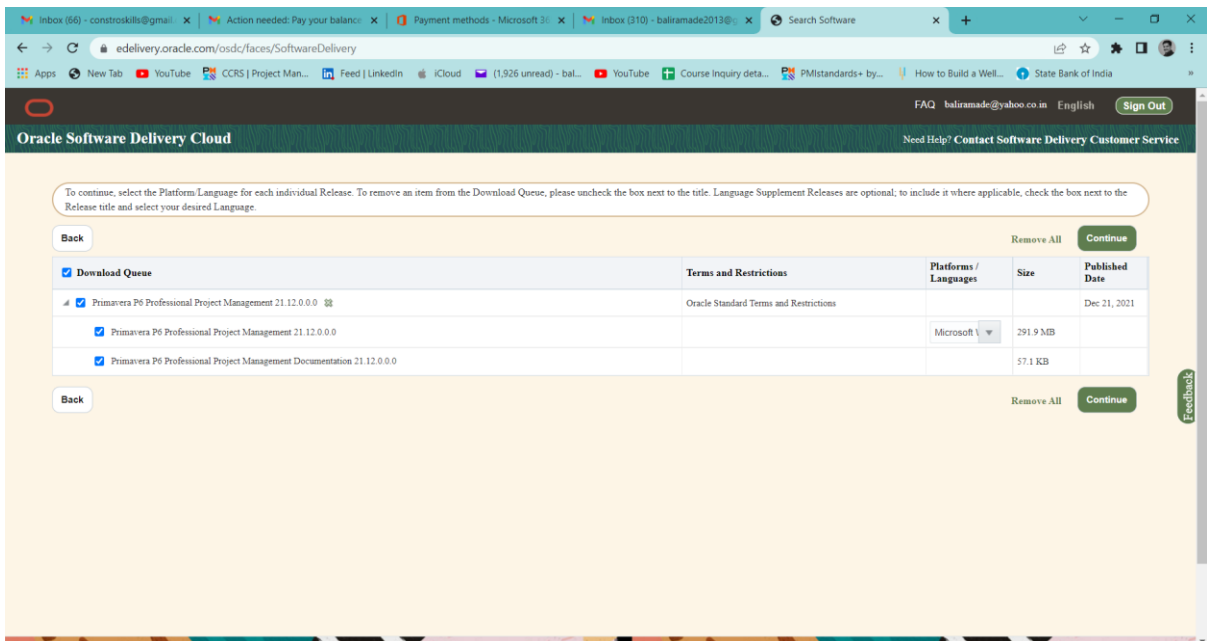 Inbox (66) - constroskills@gmail.
Action needed: Pay your balance
Payment methods - Microsoft 36
Inbox (310) - baliramade2013@g
Search Software
edelivery.oracle.com/osdc/faces/SoftwareDelivery
Apps New Tab YouTube CCRS | Project Man... Feed | LinkedIn iCloud (1,926 unread) - bal... YouTube Course Inquiry deta... PMIstandards+ by... How to Build a Well... State Bank of India »
FAQ baliramade@yahoo.co.in English Sign Out
Oracle Software Delivery Cloud Need Help? Contact Software Delivery Customer Service
To continue, select the Platform/Language for each individual Release. To remove an item from the Download Queue, please uncheck the box next to the title. Language Supplement Releases are optional; to include it where applicable, check the box next to the
Release title and select your desired Language.
Back Remove All Continue
Download Queue Terms and Restrictions Platforms / Languages Size Published Date
Primavera P6 Professional Project Management 21.12.0.0.0 Oracle Standard Terms and Restrictions Dec 21, 2021
Primavera P6 Professional Project Management 21.12.0.0.0 Microsoft 291.9 MB
Primavera P6 Professional Project Management Documentation 21.12.0.0.0 57.1 KB
Back Remove All Continue
Feedback